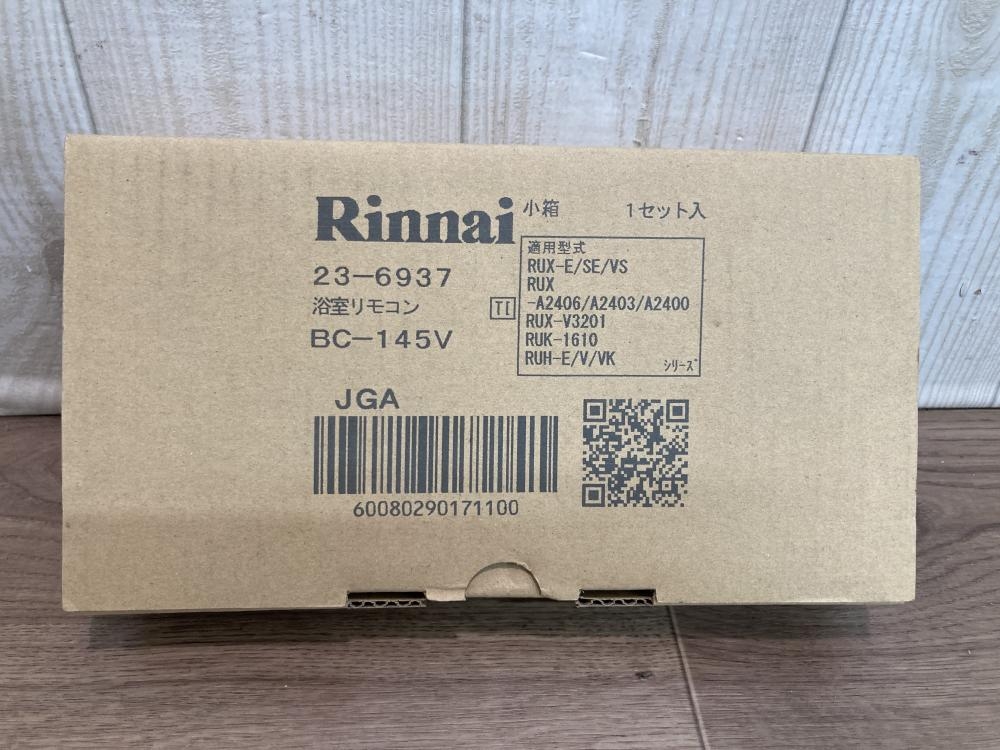 Rinnai 小箱 1セット入
23-6937
浴室リモコン TI
BC-145V
適用型式
RUX-E/SE/VS
RUX
-A2406/A2403/A2400
RUX-V3201
RUK-1610
RUH-E/V/VK
シリーズ
JGA
60080290171100